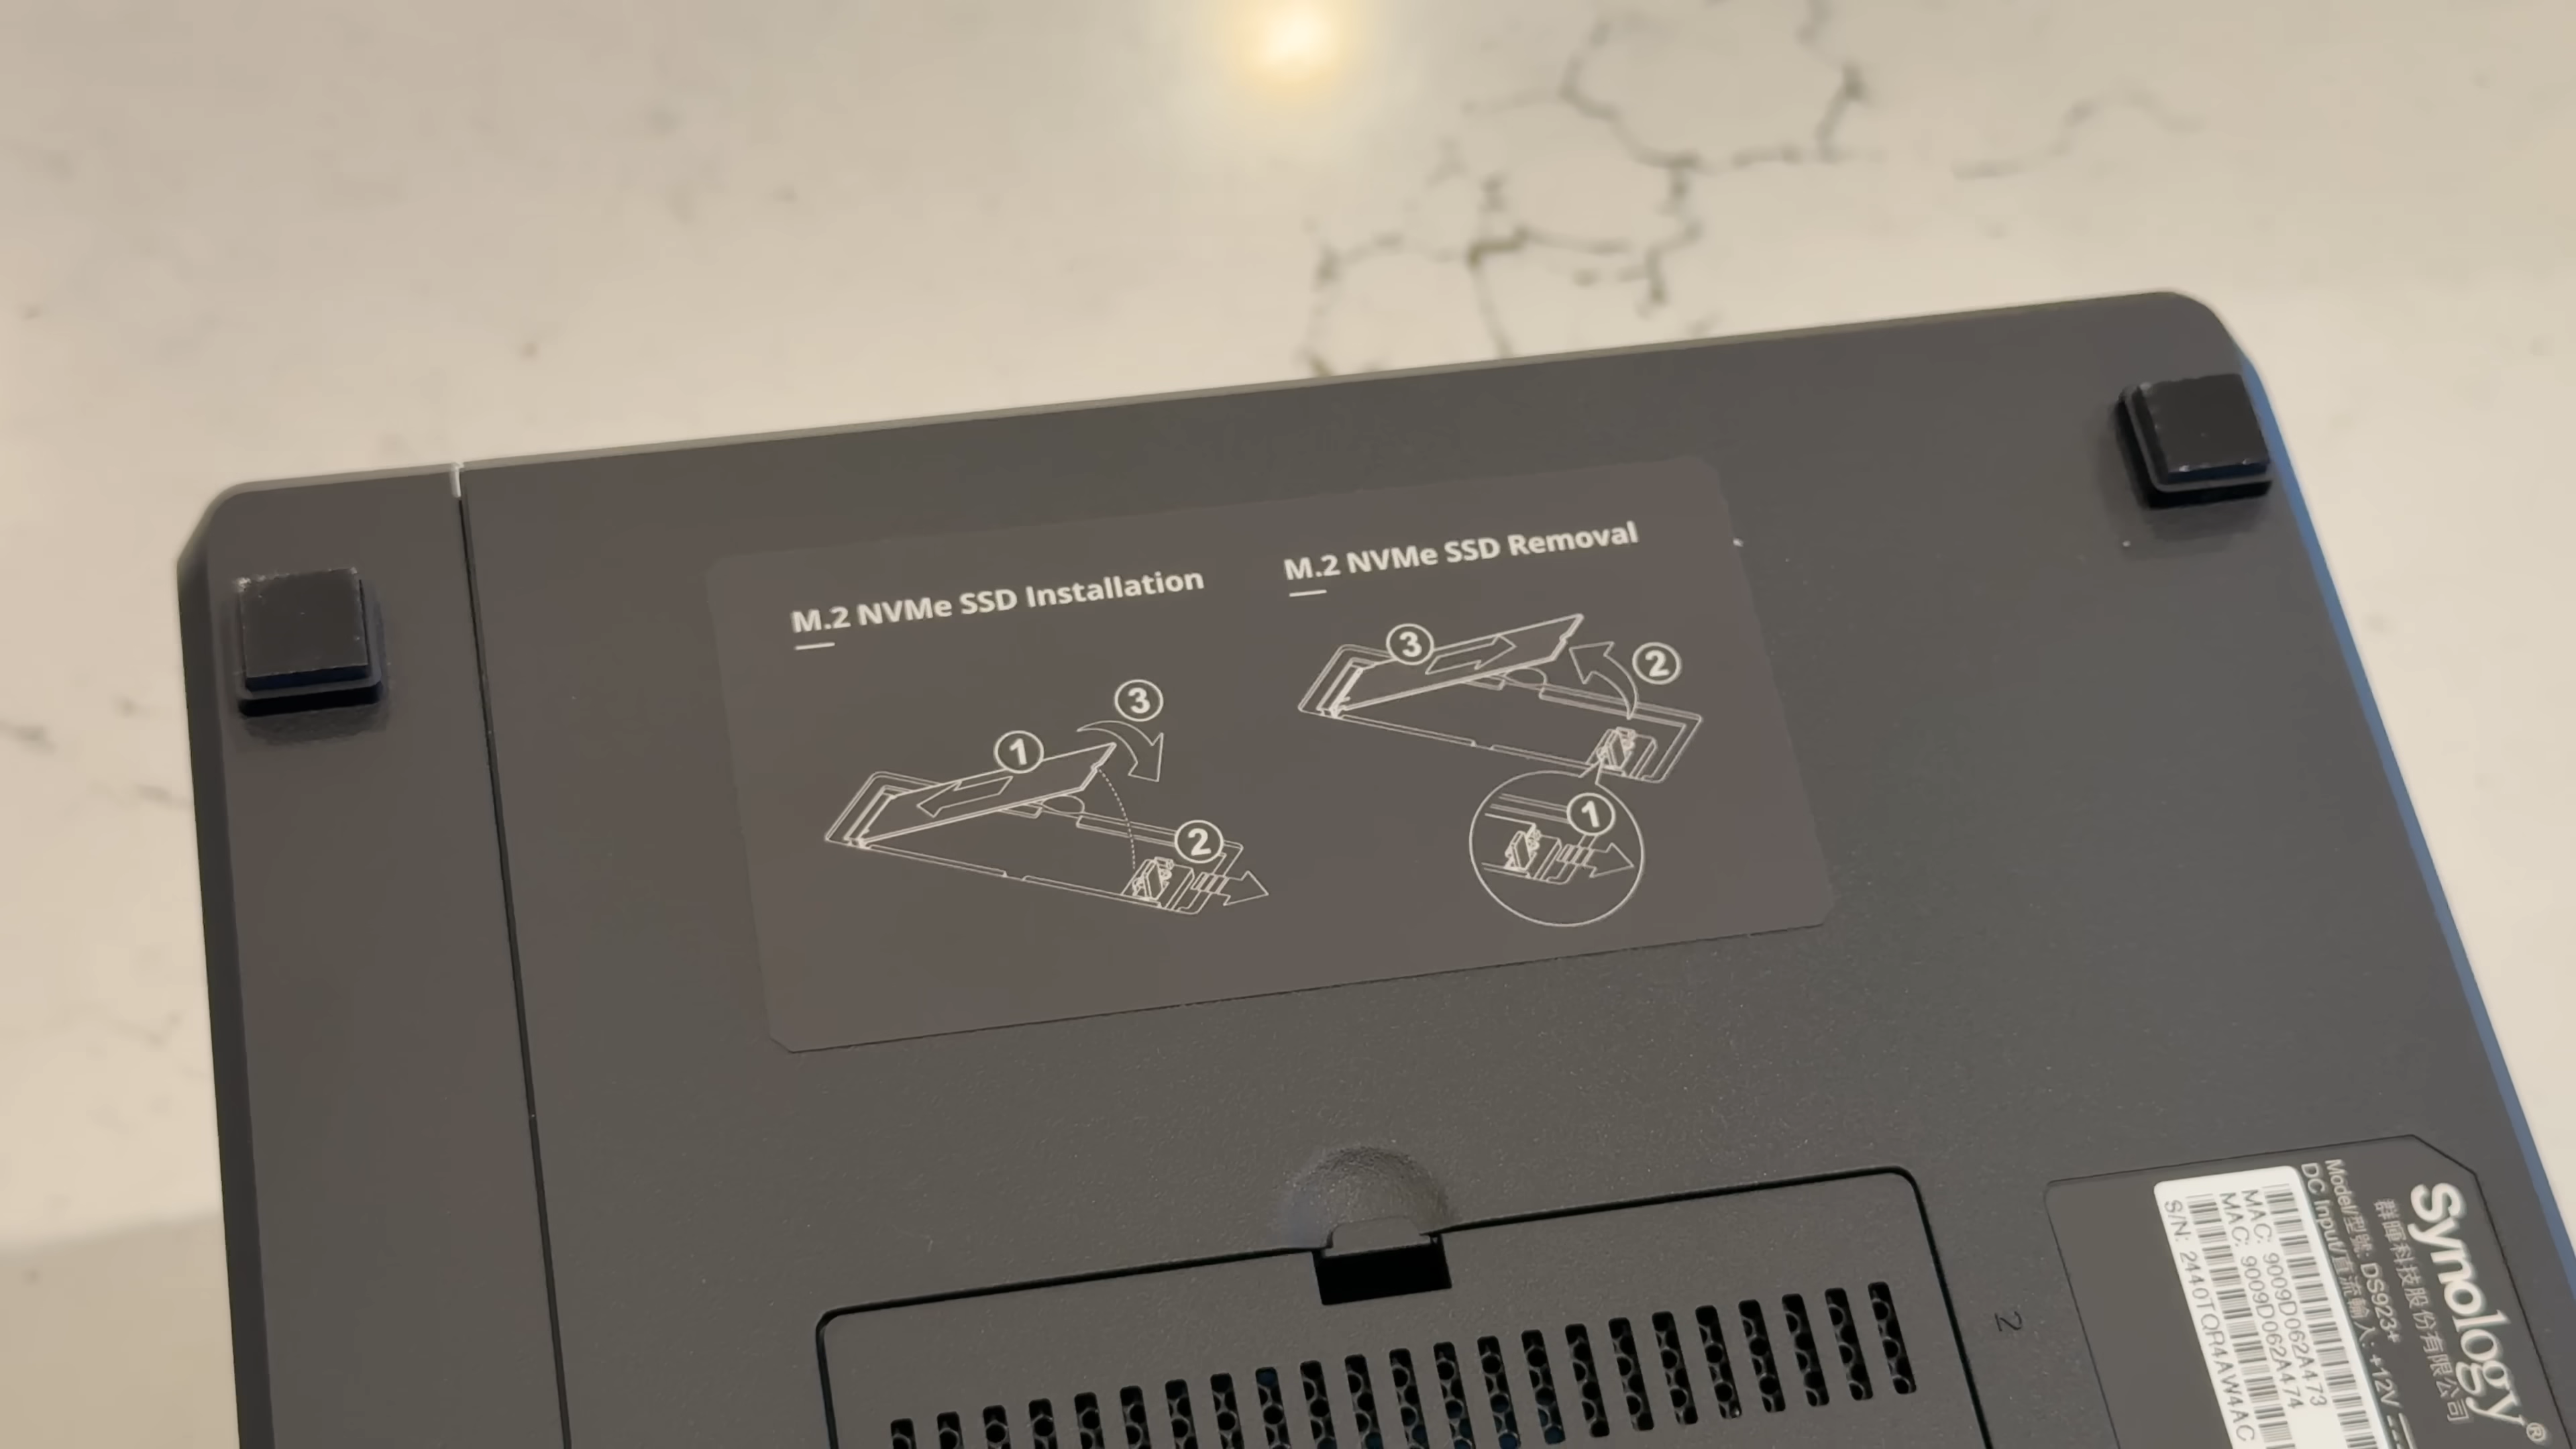 M.2 NVMe SSD Installation
1
2
3
M.2 NVMe SSD Removal
3
2
1
2
Synology®
群暉科技股份有限公司
Model/型號: DS923+
DC Input/直流輸入: +12V
MAC: 9009D062A473
MAC: 9009D062A474
S/N: 2440TQR4AW4AC